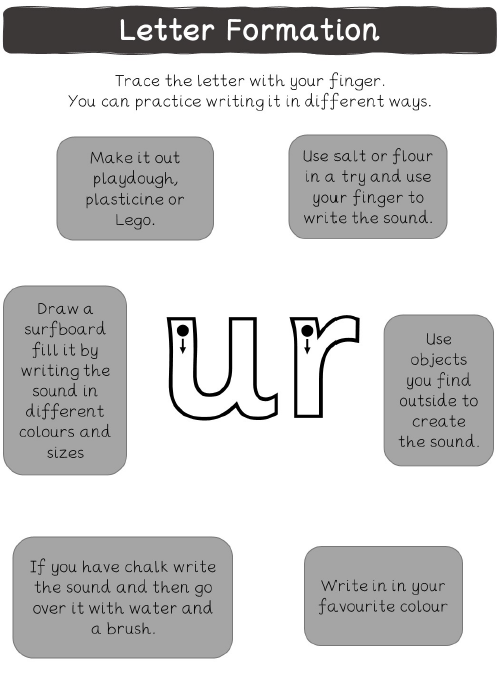 Letter Formation
Trace the letter with your finger.
You can practice writing it in different ways.
Make it out
playdough,
plasticine or
Lego.
Use salt or flour
in a try and use
your finger to
write the sound.
Draw a
surfboard
fill it by
writing the
sound in
different
colours and
sizes
ur
Use
objects
you find
outside to
create
the sound.
If you have chalk write
the sound and then go
over it with water and
a brush.
Write in in your
favourite colour